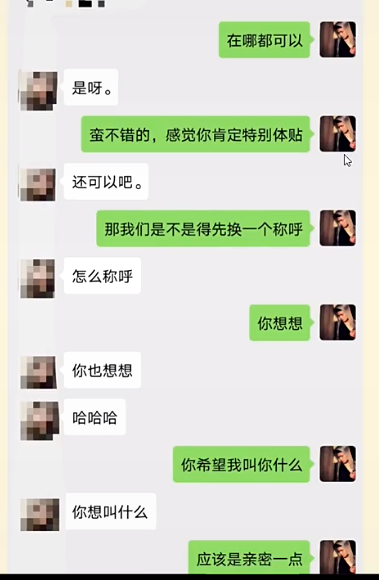 在哪都可以
是呀。
蛮不错的，感觉你肯定特别体贴
还可以吧。
那我们是不是得先换一个称呼
怎么称呼
你想想
你也想想
哈哈哈
你希望我叫你什么
你想叫什么
应该是亲密一点